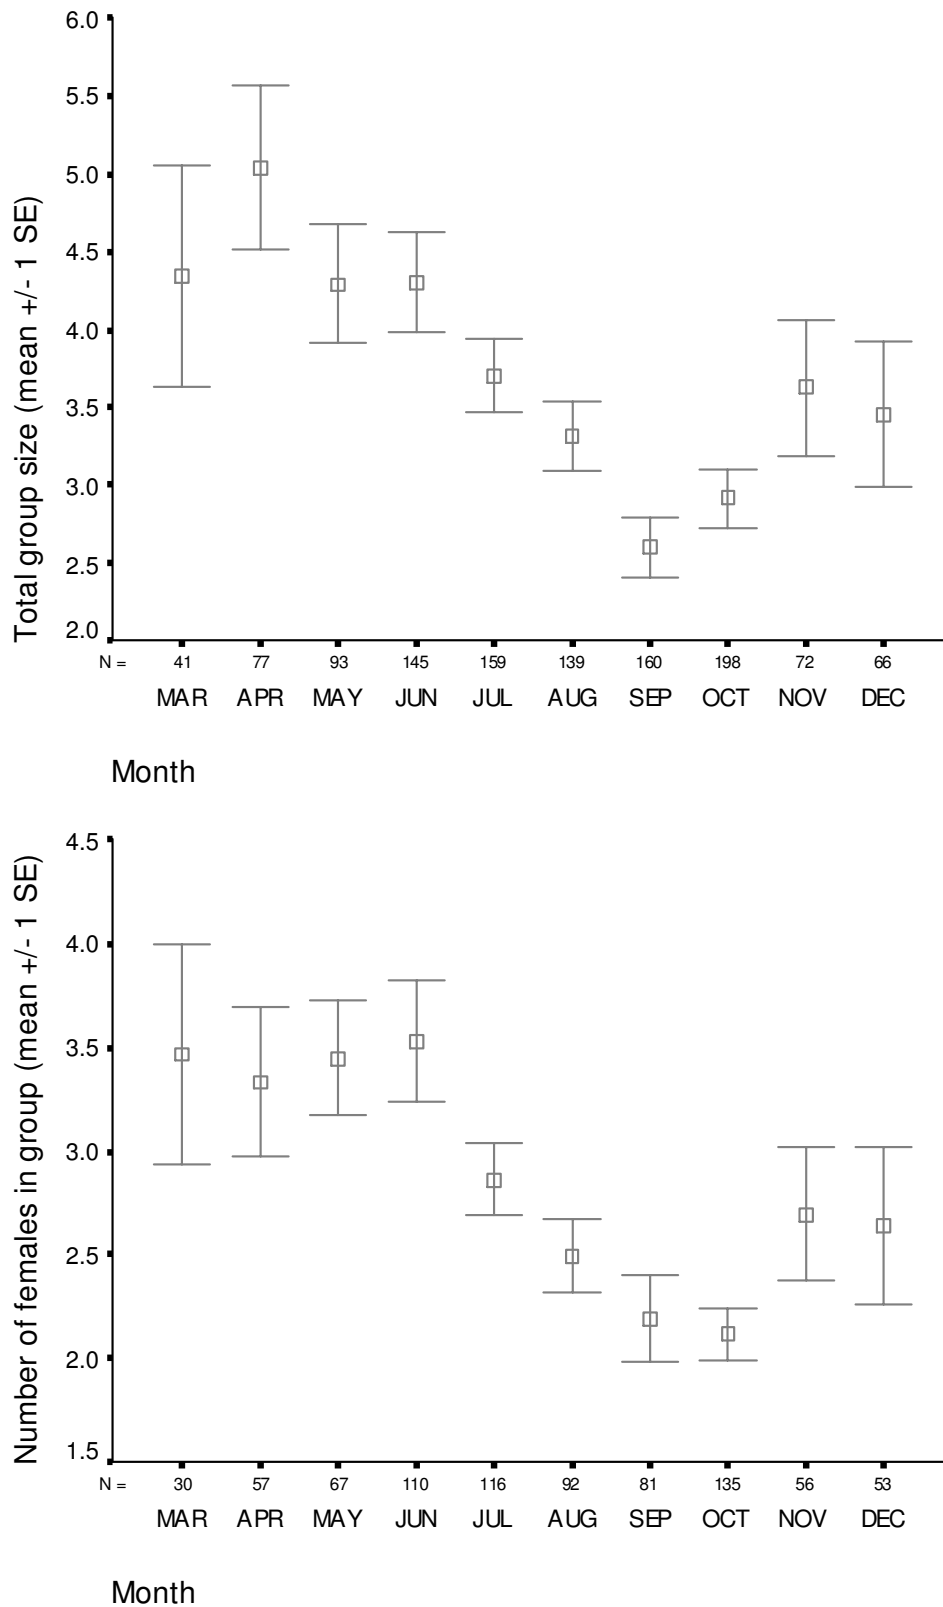 Total group size (mean +/- 1 SE)
6.0
5.5
5.0
4.5
4.0
3.5
3.0
2.5
2.0
N = 41 77 93 145 159 139 160 198 72 66
MAR APR MAY JUN JUL AUG SEP OCT NOV DEC
Month
Number of females in group (mean +/- 1 SE)
4.5
4.0
3.5
3.0
2.5
2.0
1.5
N = 30 57 67 110 116 92 81 135 56 53
MAR APR MAY JUN JUL AUG SEP OCT NOV DEC
Month